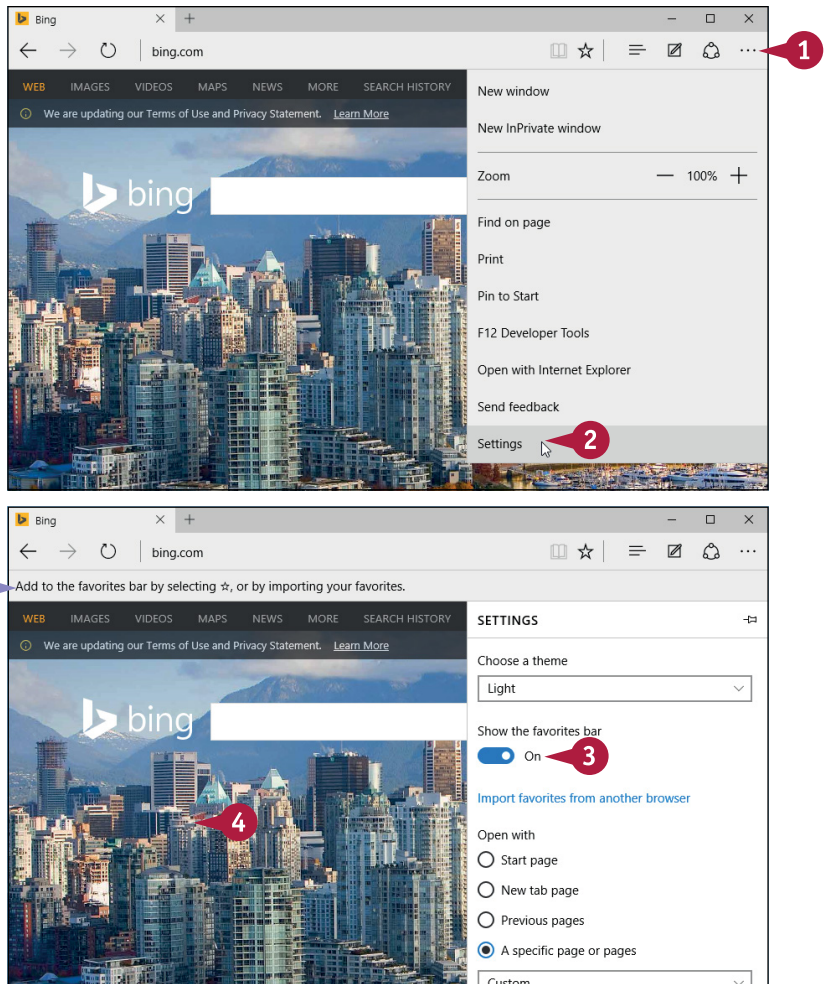 Bing
bing.com
1
WEB IMAGES VIDEOS MAPS NEWS MORE SEARCH HISTORY
We are updating our Terms of Use and Privacy Statement. Learn More
bing
New window
New InPrivate window
Zoom 100%
Find on page
Print
Pin to Start
F12 Developer Tools
Open with Internet Explorer
Send feedback
Settings 2
Bing
bing.com
Add to the favorites bar by selecting ☆, or by importing your favorites.
WEB IMAGES VIDEOS MAPS NEWS MORE SEARCH HISTORY
We are updating our Terms of Use and Privacy Statement. Learn More
bing
4
SETTINGS
Choose a theme
Light
Show the favorites bar
On 3
Import favorites from another browser
Open with
Start page
New tab page
Previous pages
A specific page or pages
Custom